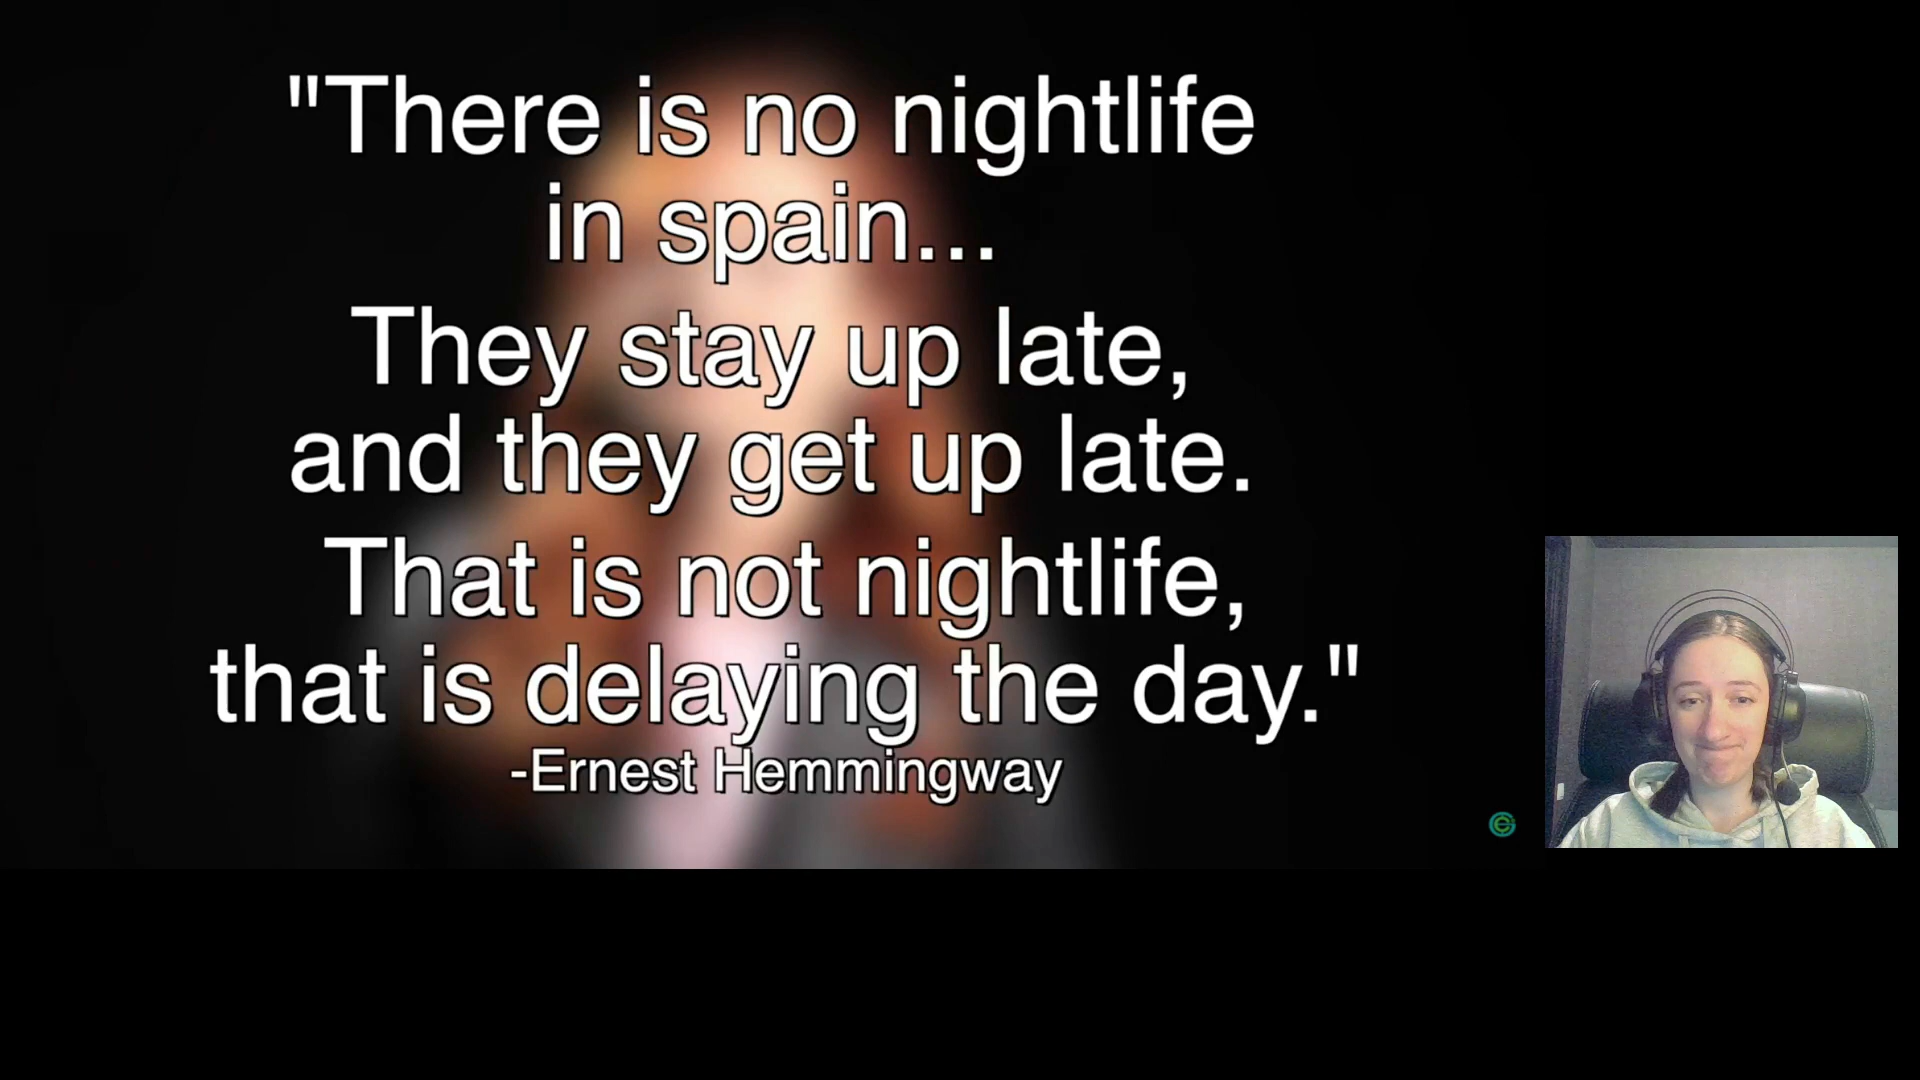 "There is no nightlife
in spain...
They stay up late,
and they get up late.
That is not nightlife,
that is delaying the day."
-Ernest Hemmingway